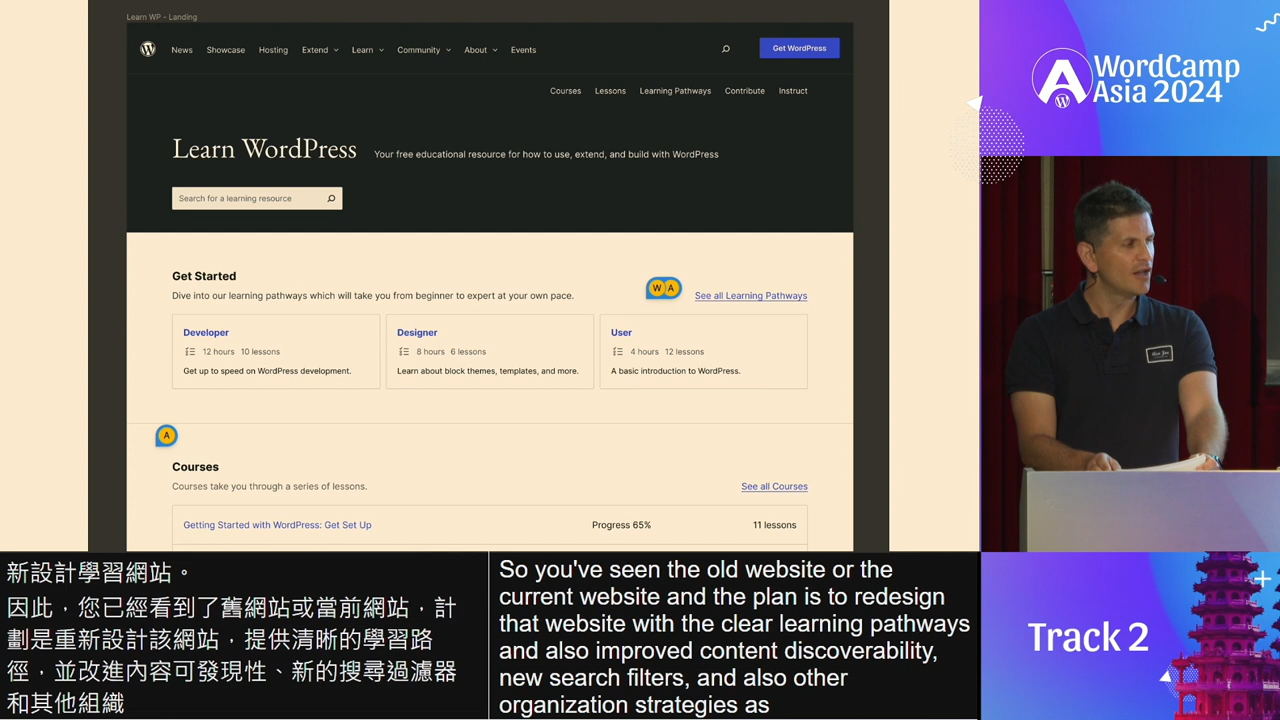 Learn WP - Landing
News Showcase Hosting Extend Learn Community About Events
Get WordPress
Courses Lessons Learning Pathways Contribute Instruct
Learn WordPress
Your free educational resource for how to use, extend, and build with WordPress
Search for a learning resource
Get Started
Dive into our learning pathways which will take you from beginner to expert at your own pace.
W A
See all Learning Pathways
Developer
12 hours 10 lessons
Get up to speed on WordPress development.
Designer
8 hours 6 lessons
Learn about block themes, templates, and more.
User
4 hours 12 lessons
A basic introduction to WordPress.
A
Courses
Courses take you through a series of lessons.
See all Courses
Getting Started with WordPress: Get Set Up
Progress 65%
11 lessons
WordCamp
Asia 2024
新設計學習網站。
因此，您已經看到了舊網站或當前網站，計
劃是重新設計該網站，提供清晰的學習路
徑，並改進內容可發現性、新的搜尋過濾器
和其他組織
So you've seen the old website or the
current website and the plan is to redesign
that website with the clear learning pathways
and also improved content discoverability,
new search filters, and also other
organization strategies as
Track 2